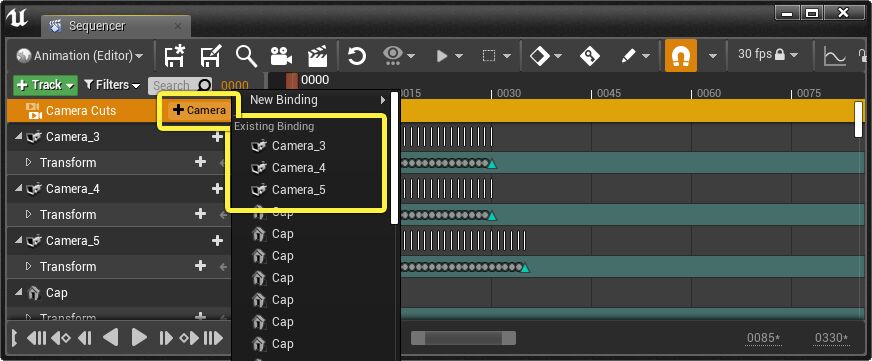 Sequencer
Animation (Editor)
30 fps
+ Track
Filters
Search
0000
0000
0015
0030
0045
0060
0075
Camera Cuts
+ Camera
New Binding
Existing Binding
Camera_3
Camera_4
Camera_5
Cap
Cap
Cap
Cap
Cap
Cap
Cap
Camera_3
Transform
Camera_4
Transform
Camera_5
Transform
Cap
Transform
0085*
0330*